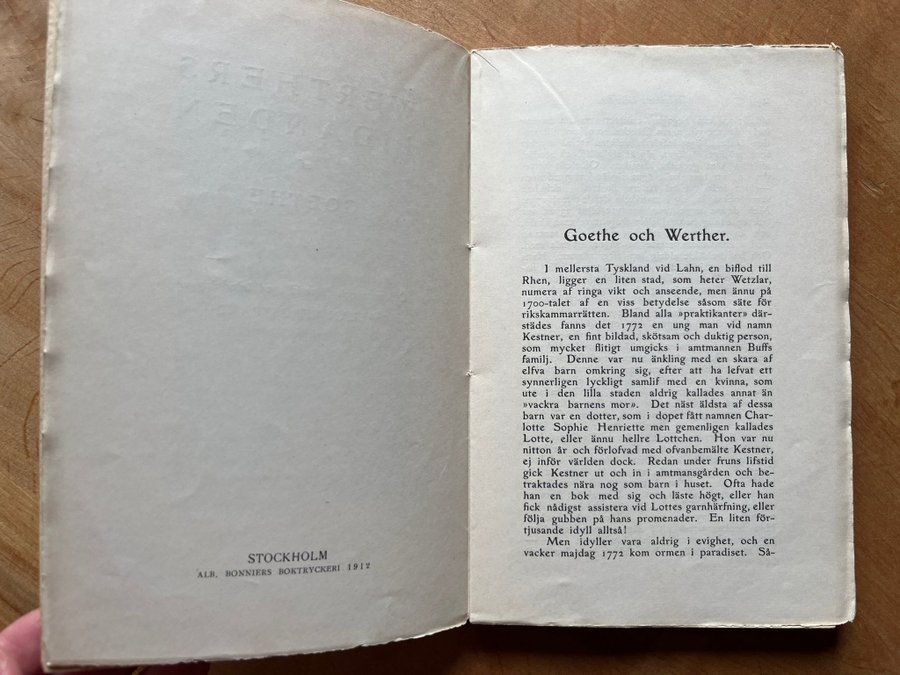 STOCKHOLM
ALB. BONNIERS BOKTRYCKERI 1912
Goethe och Werther.
I mellersta Tyskland vid Lahn, en biflod till
Rhen, ligger en liten stad, som heter Wetzlar,
numera af ringa vikt och anseende, men ännu på
1700-talet af en viss betydelse såsom säte för
rikskammarrätten. Bland alla »praktikanter» där-
städes fanns det 1772 en ung man vid namn
Kestner, en fint bildad, skötsam och duktig person,
som mycket flitigt umgicks i amtmannen Buffs
familj. Denne var nu änkling med en skara af
elfva barn omkring sig, efter att ha lefvat ett
synnerligen lyckligt samlif med en kvinna, som
ute i den lilla staden aldrig kallades annat än
»vackra barnens mor». Det näst äldsta af dessa
barn var en dotter, som i dopet fått namnen Char-
lotte Sophie Henriette men gemenligen kallades
Lotte, eller ännu hellre Lottchen. Hon var nu
nitton år och förlofvad med ofvanbemälte Kestner,
ej inför världen dock. Redan under fruns lifstid
gick Kestner ut och in i amtmansgården och be-
traktades nära nog som barn i huset. Ofta hade
han en bok med sig och läste högt, eller han
fick nådigst assistera vid Lottes garnhärfning, eller
följa gubben på hans promenader. En liten för-
tjusande idyll alltså!
Men idyller vara aldrig i evighet, och en
vacker majdag 1772 kom ormen i paradiset. Så-